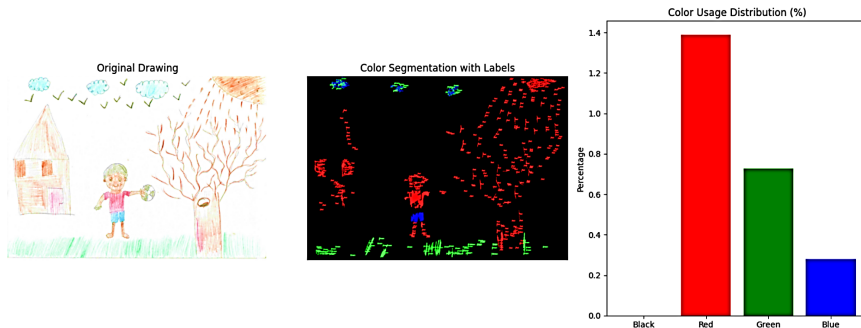 Original Drawing
Color Segmentation with Labels
Color Usage Distribution (%)
Percentage
1.4
1.2
1.0
0.8
0.6
0.4
0.2
0.0
Black
Red
Green
Blue